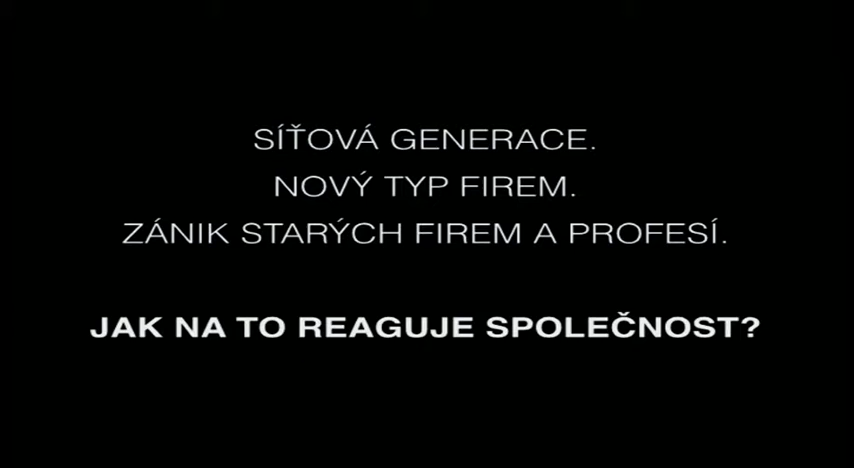 SÍŤOVÁ GENERACE.
NOVÝ TYP FIREM.
ZÁNIK STARÝCH FIREM A PROFESÍ.
JAK NA TO REAGUJE SPOLEČNOST?